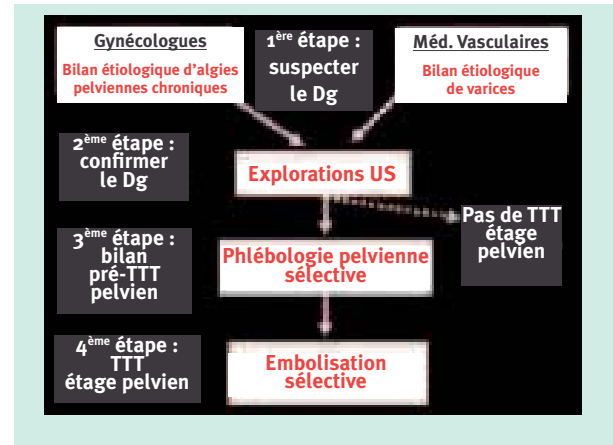 Gynécologues
Bilan étiologique d'algies
pelviennes chroniques
1ère étape :
suspecter
le Dg
Méd. Vasculaires
Bilan étiologique
de varices
2ème étape :
confirmer
le Dg
Explorations US
Pas de TTT
étage
pelvien
3ème étape :
bilan
pré-TTT
pelvien
Phlébologie pelvienne
sélective
4ème étape :
TTT
étage pelvien
Embolisation
sélective